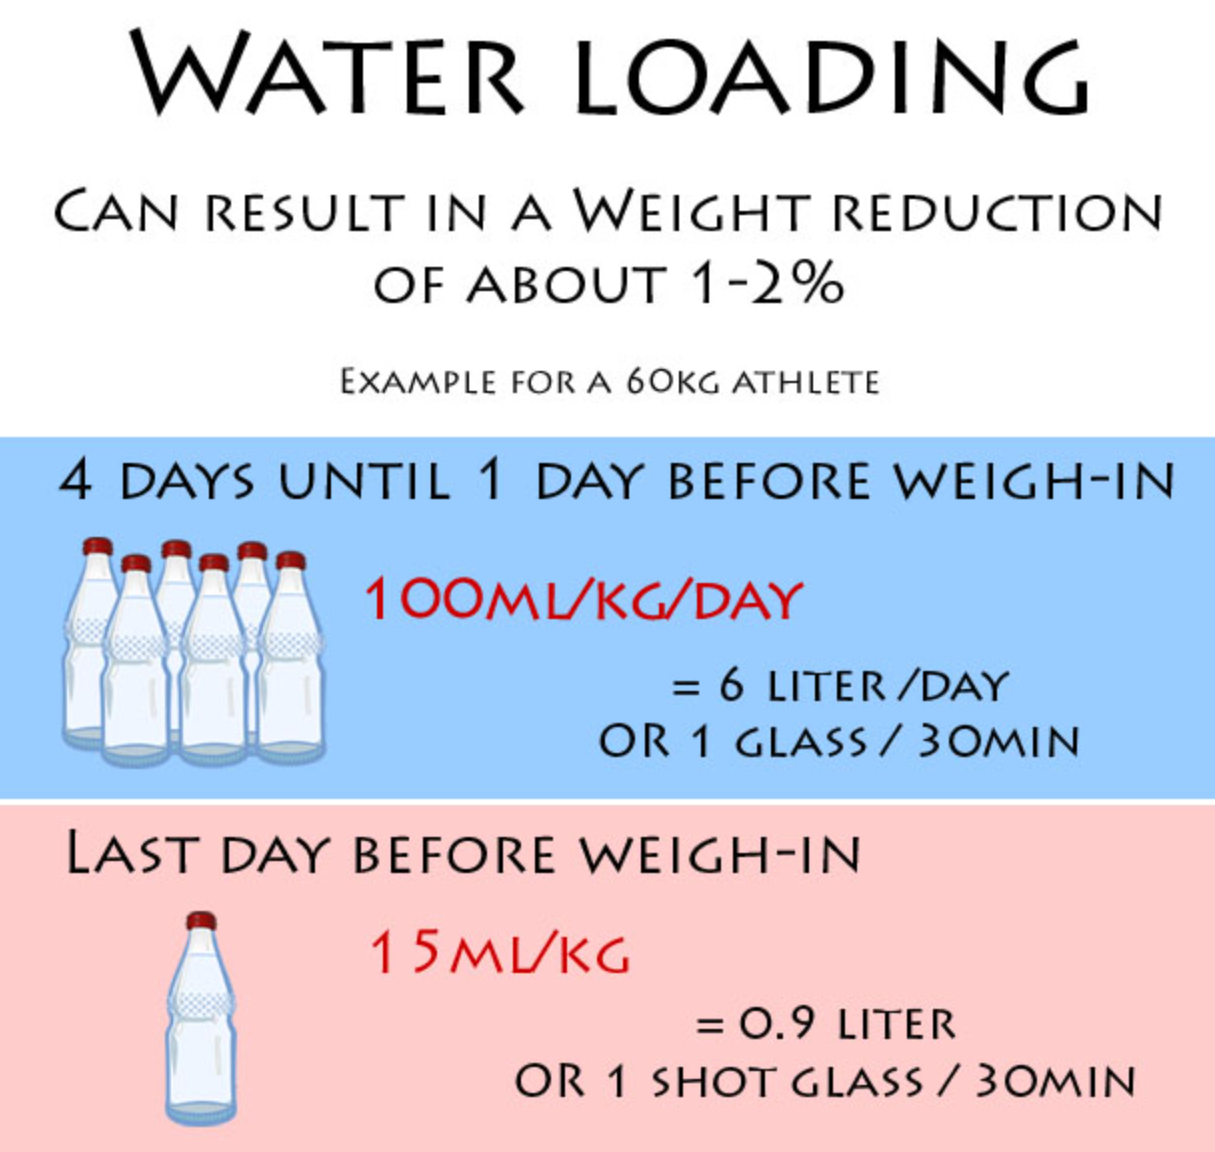 WATER LOADING
CAN RESULT IN A WEIGHT REDUCTION
OF ABOUT 1-2%
EXAMPLE FOR A 60KG ATHLETE
4 DAYS UNTIL 1 DAY BEFORE WEIGH-IN
100ML/KG/DAY
= 6 LITER/DAY
OR 1 GLASS / 30MIN
LAST DAY BEFORE WEIGH-IN
15ML/KG
= 0.9 LITER
OR 1 SHOT GLASS / 30MIN